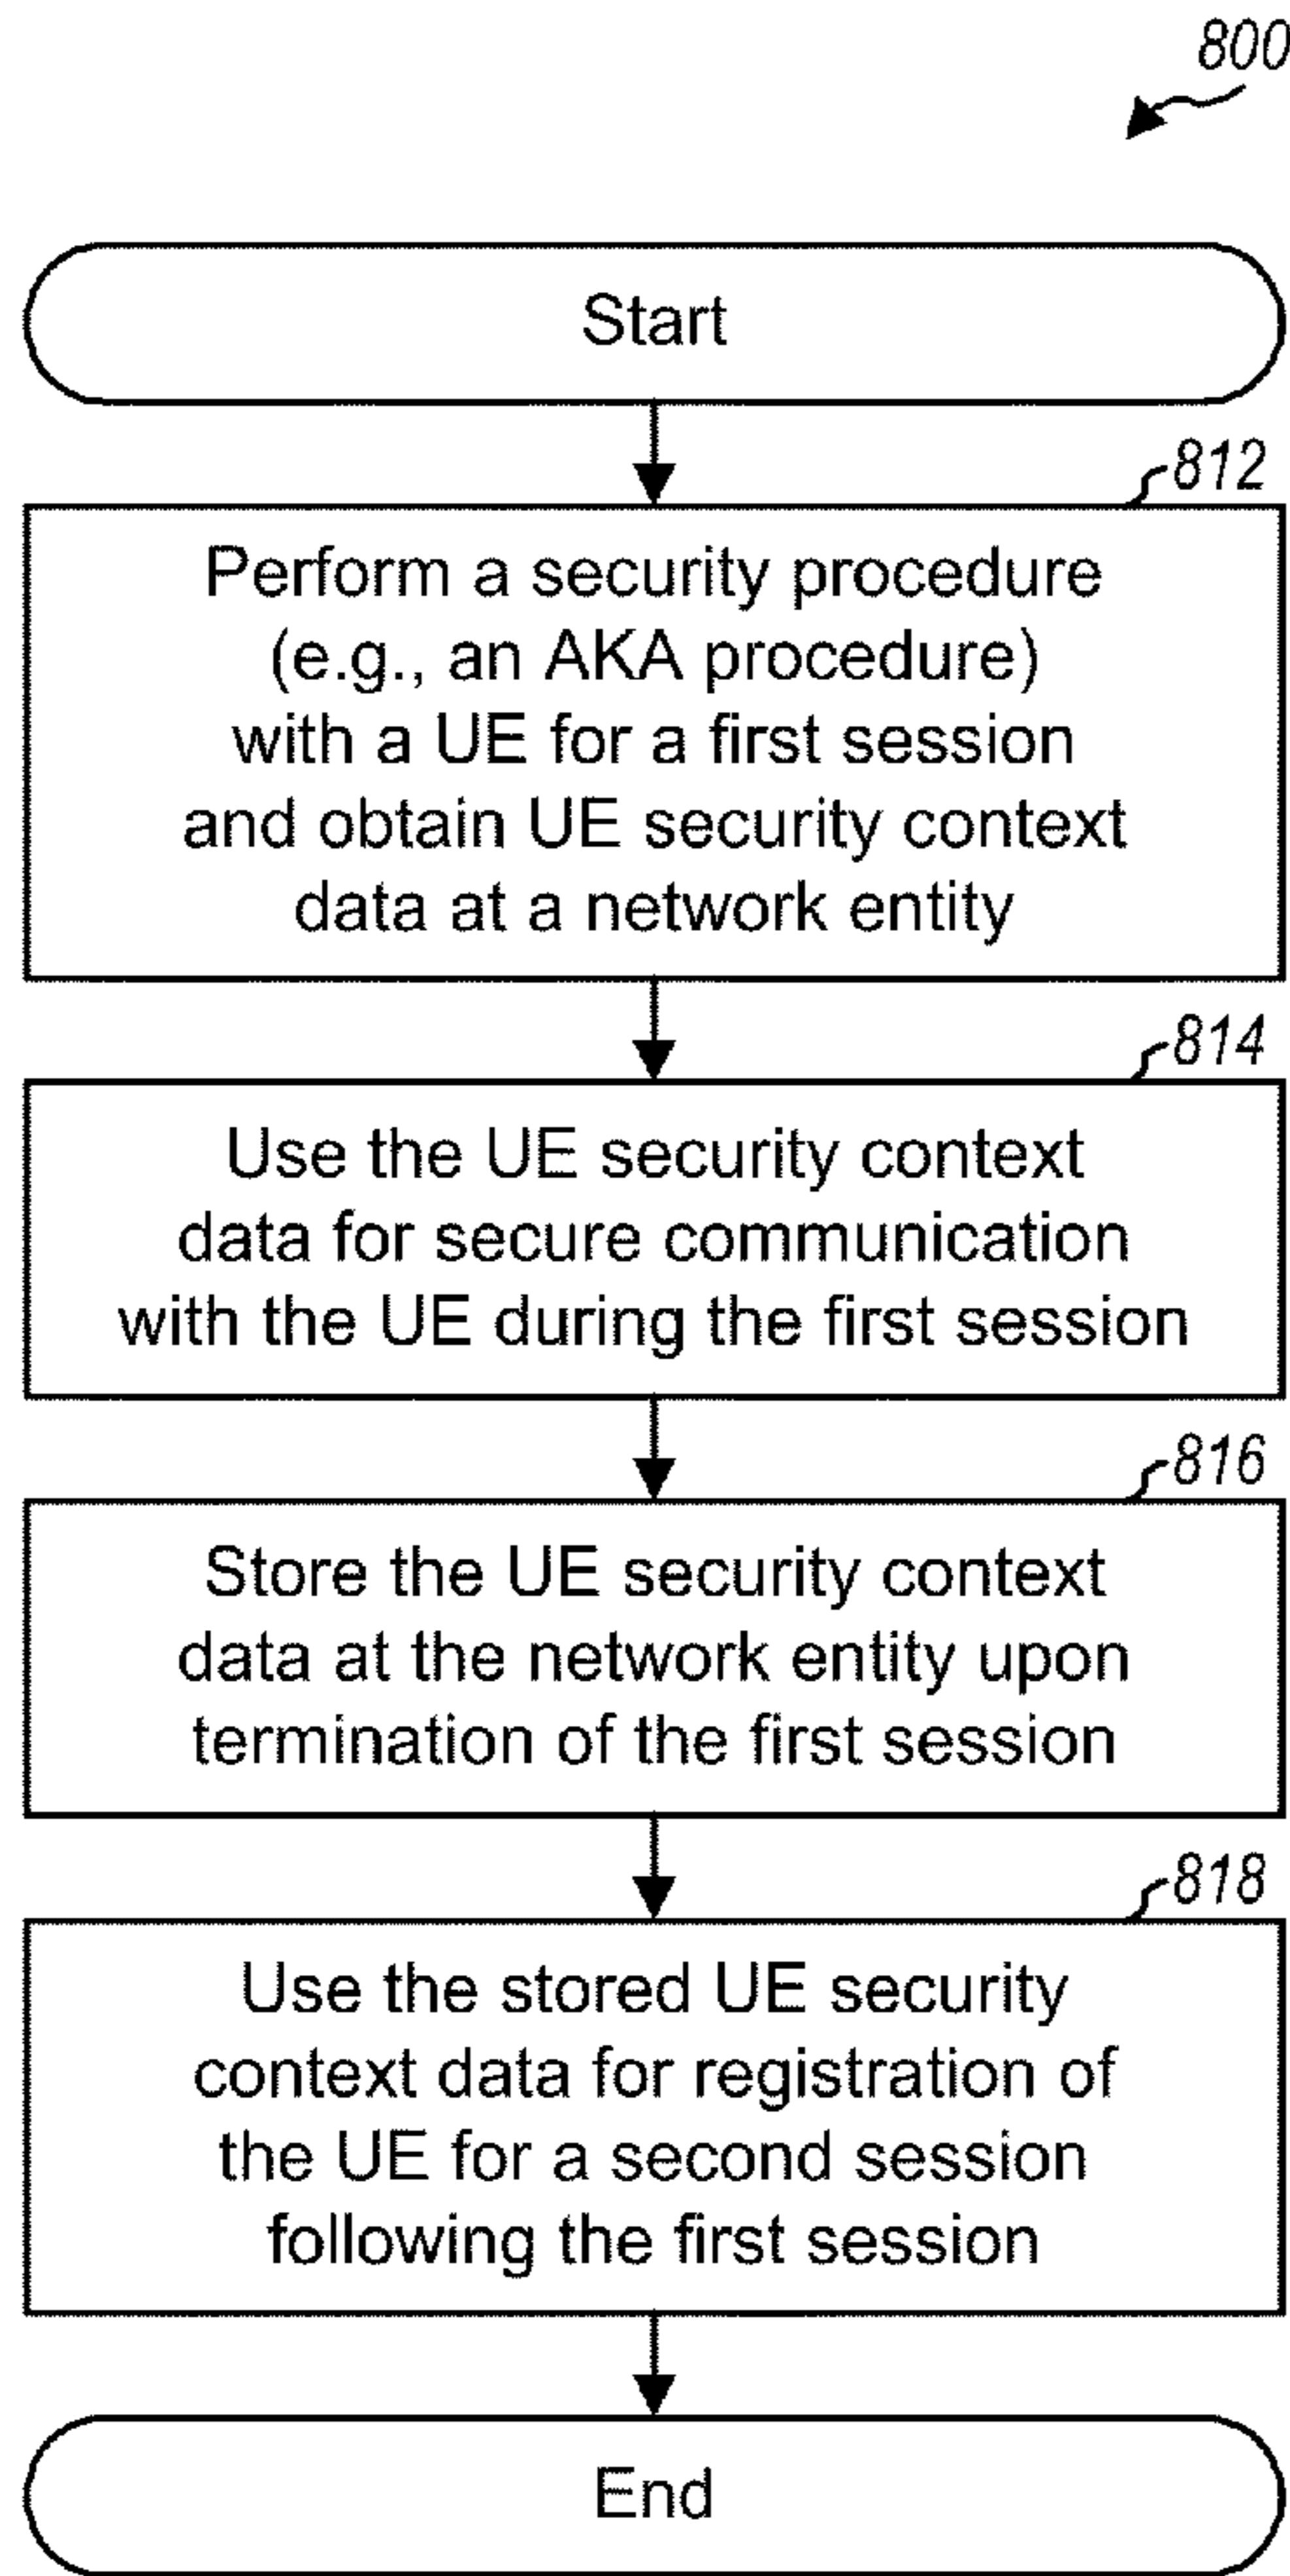 800
Start
812
Perform a security procedure
(e.g., an AKA procedure)
with a UE for a first session
and obtain UE security context
data at a network entity
814
Use the UE security context
data for secure communication
with the UE during the first session
816
Store the UE security context
data at the network entity upon
termination of the first session
818
Use the stored UE security
context data for registration of
the UE for a second session
following the first session
End